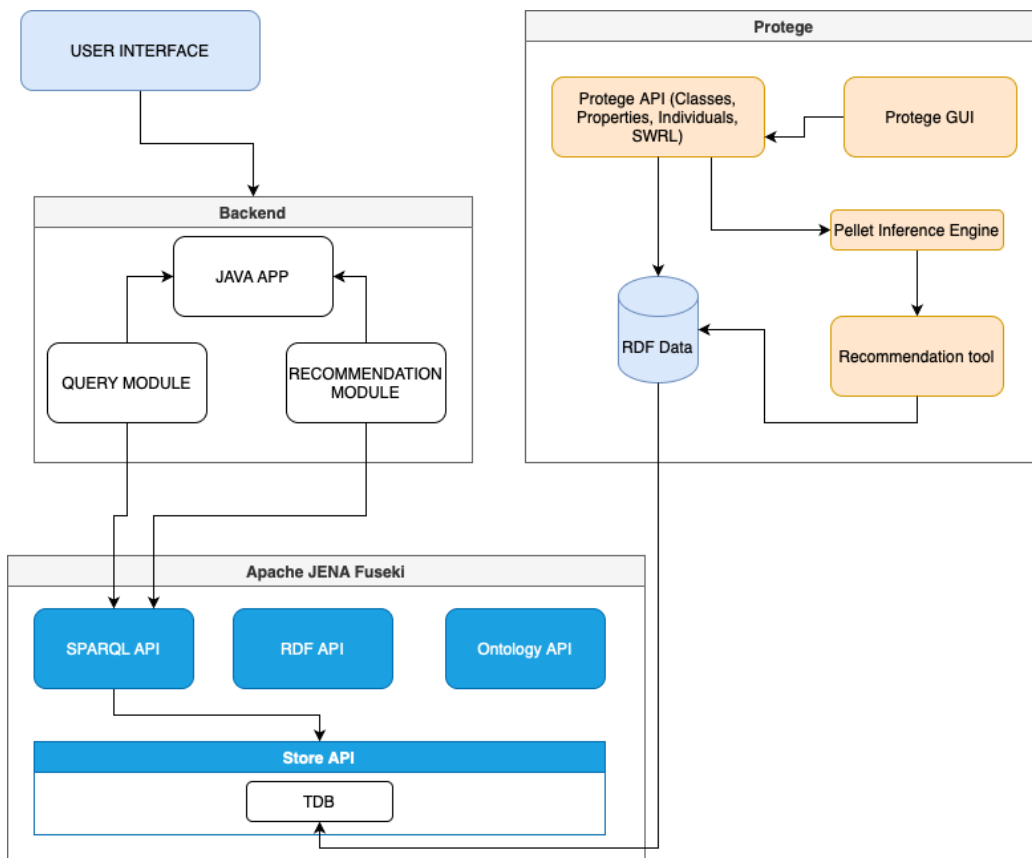 USER INTERFACE
Protege
Protege API (Classes,
Properties, Individuals,
SWRL)
Protege GUI
Backend
JAVA APP
Pellet Inference Engine
RDF Data
QUERY MODULE
RECOMMENDATION
MODULE
Recommendation tool
Apache JENA Fuseki
SPARQL API
RDF API
Ontology API
Store API
TDB